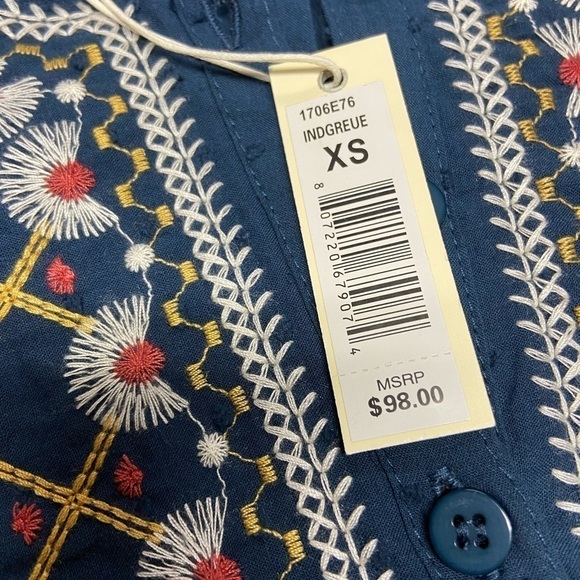 1706E76
INDGREUE
XS
8 07220 67907 4
MSRP
$98.00